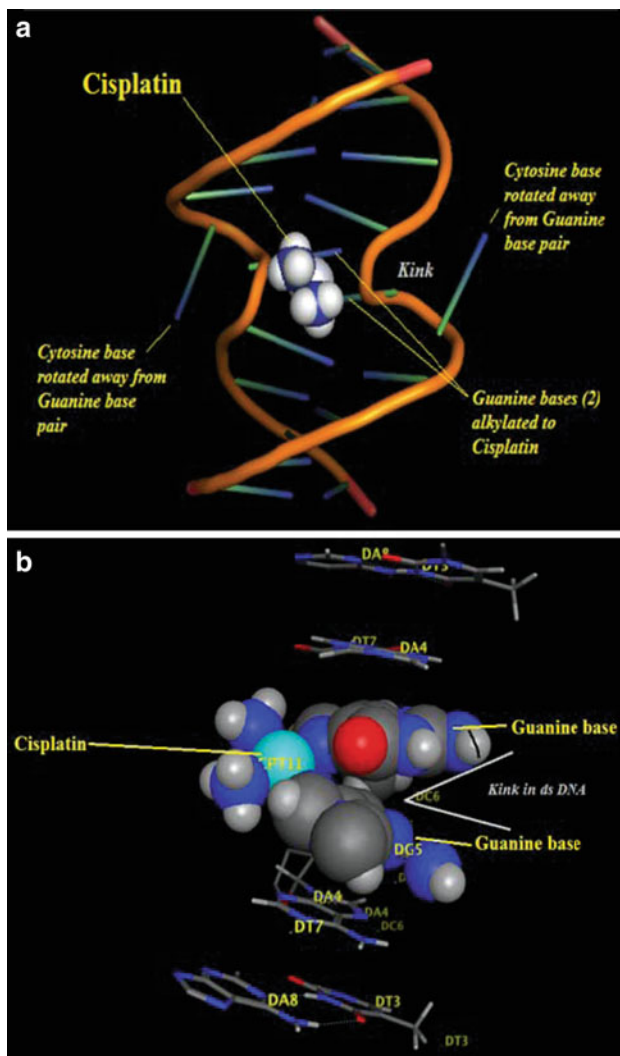 a
Cisplatin
Cytosine base
rotated away
from Guanine
base pair
Kink
Cytosine base
rotated away from
Guanine base
pair
Guanine bases (2)
alkylated to
Cisplatin
b
DA8
DT3
DT7
DA4
Guanine base
Cisplatin
Kink in ds DNA
DC6
Guanine base
DG5
DA4
DA4
DT7
DC6
DA8
DT3
DT3